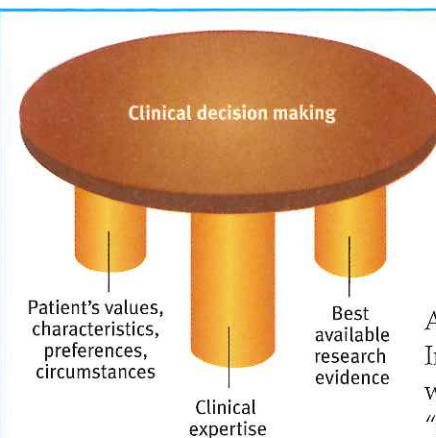 Clinical decision making
Patient's values,
characteristics,
preferences,
circumstances
Clinical
expertise
Best
available
research
evidence
A
I
w
"